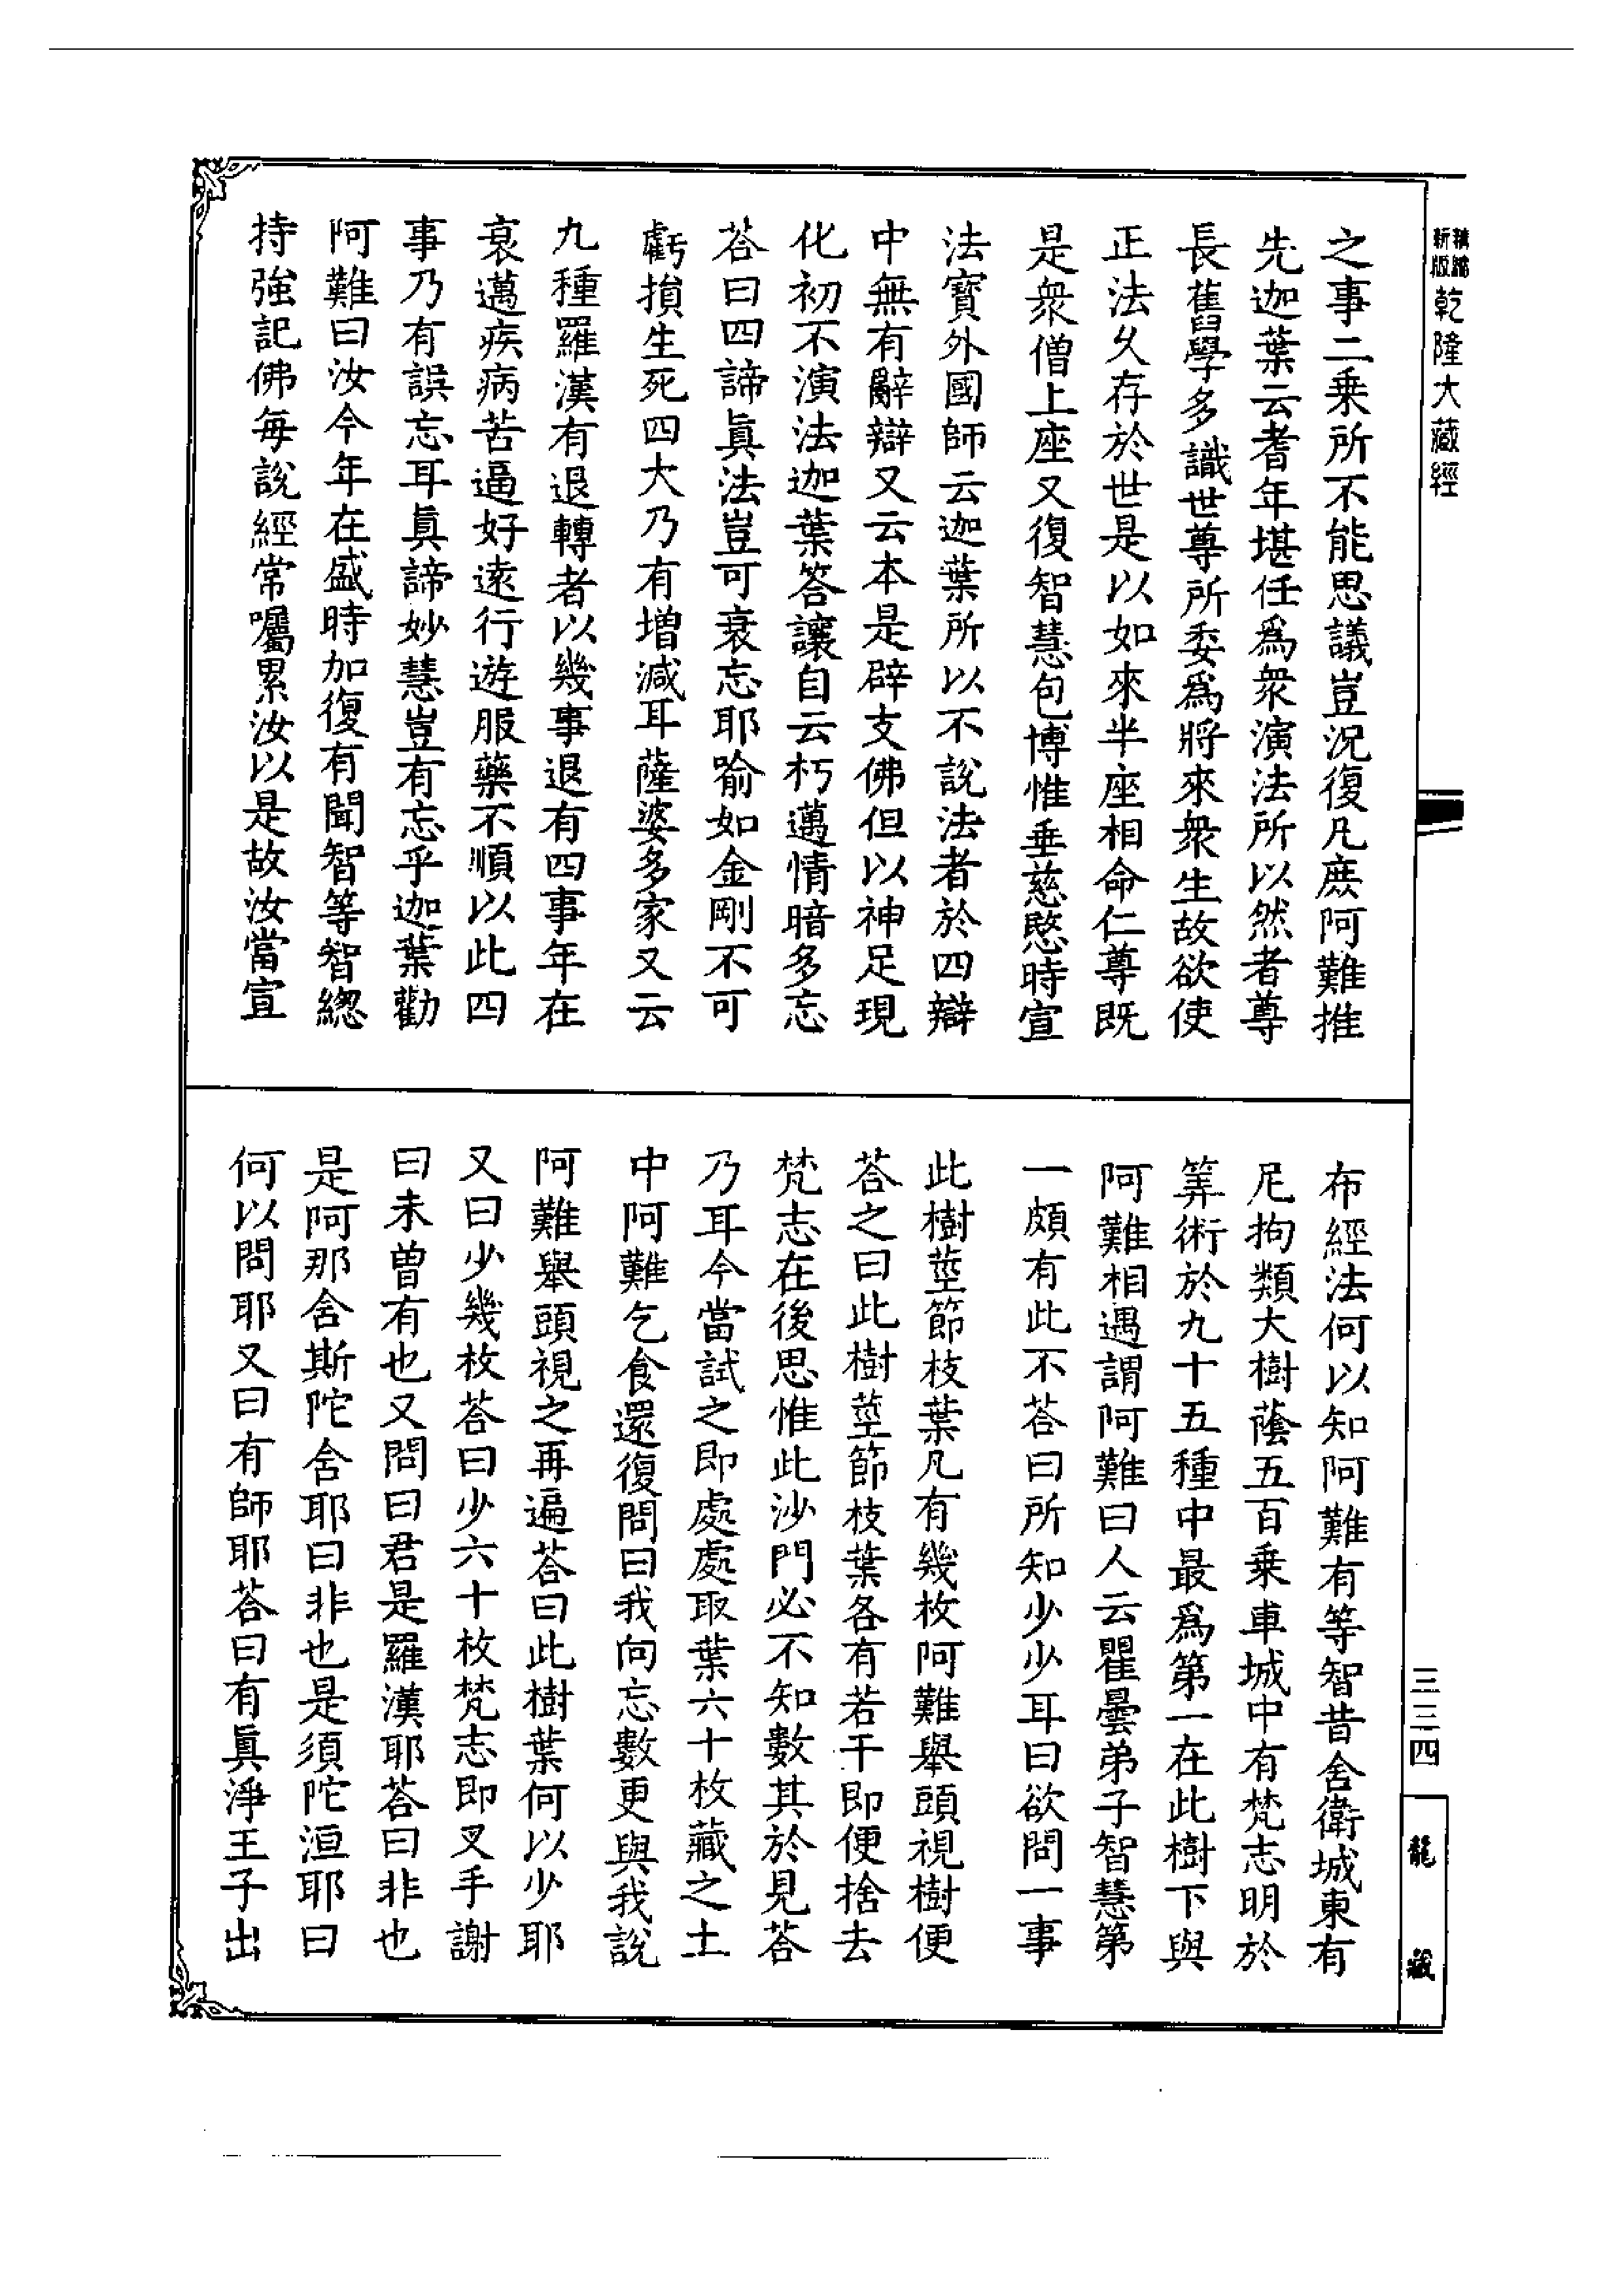 新版
精縮
乾隆大藏經
之事二乘所不能思議豈況復凡庶阿難推
先迦葉云耆年堪任爲衆演法所以然者尊
長舊學多識世尊所委爲將來衆生故欲使
正法久存於世是以如來半座相命仁尊既
是衆僧上座又復智慧包博惟垂慈愍時宣
法寶外國師云迦葉所以不說法者於四辯
中無有辭辯又云本是辟支佛但以神足現
化初不演法迦葉答讓自云朽邁情暗多忘
荅曰四諦眞法豈可衰忘耶喻如金剛不可
虧損生死四大乃有增減耳薩婆多家又云
九種羅漢有退轉者以幾事退有四事年在
衰邁疾病苦逼好遠行遊服藥不順以此四
事乃有誤忘耳眞諦妙慧豈有忘乎迦葉勸
阿難曰汝今年在盛時加復有聞智等智總
持強記佛每說經常囑累汝以是故汝當宣
布經法何以知阿難有等智昔舍衛城東有
尼拘類大樹蔭五百乘車城中有梵志明於
筭術於九十五種中最爲第一在此樹下與
阿難相遇謂阿難曰人云瞿曇弟子智慧第
一頗有此不荅曰所知少少耳曰欲問一事
此樹莖節枝葉凡有幾枚阿難舉頭視樹便
荅之曰此樹莖節枝葉各有若干即便捨去
梵志在後思惟此沙門必不知數其於見荅
乃耳今當試之即處處取葉六十枚藏之土
中阿難乞食還復問曰我向忘數更與我說
阿難舉頭視之再遍荅曰此樹葉何以少耶
又曰少幾枚荅曰少六十枚梵志即叉手謝
曰未曾有也又問曰君是羅漢耶荅曰非也
是阿那舍斯陀舍耶曰非也是須陀洹耶曰
何以問耶又曰有師耶荅曰有眞淨王子出
三三四
龍藏